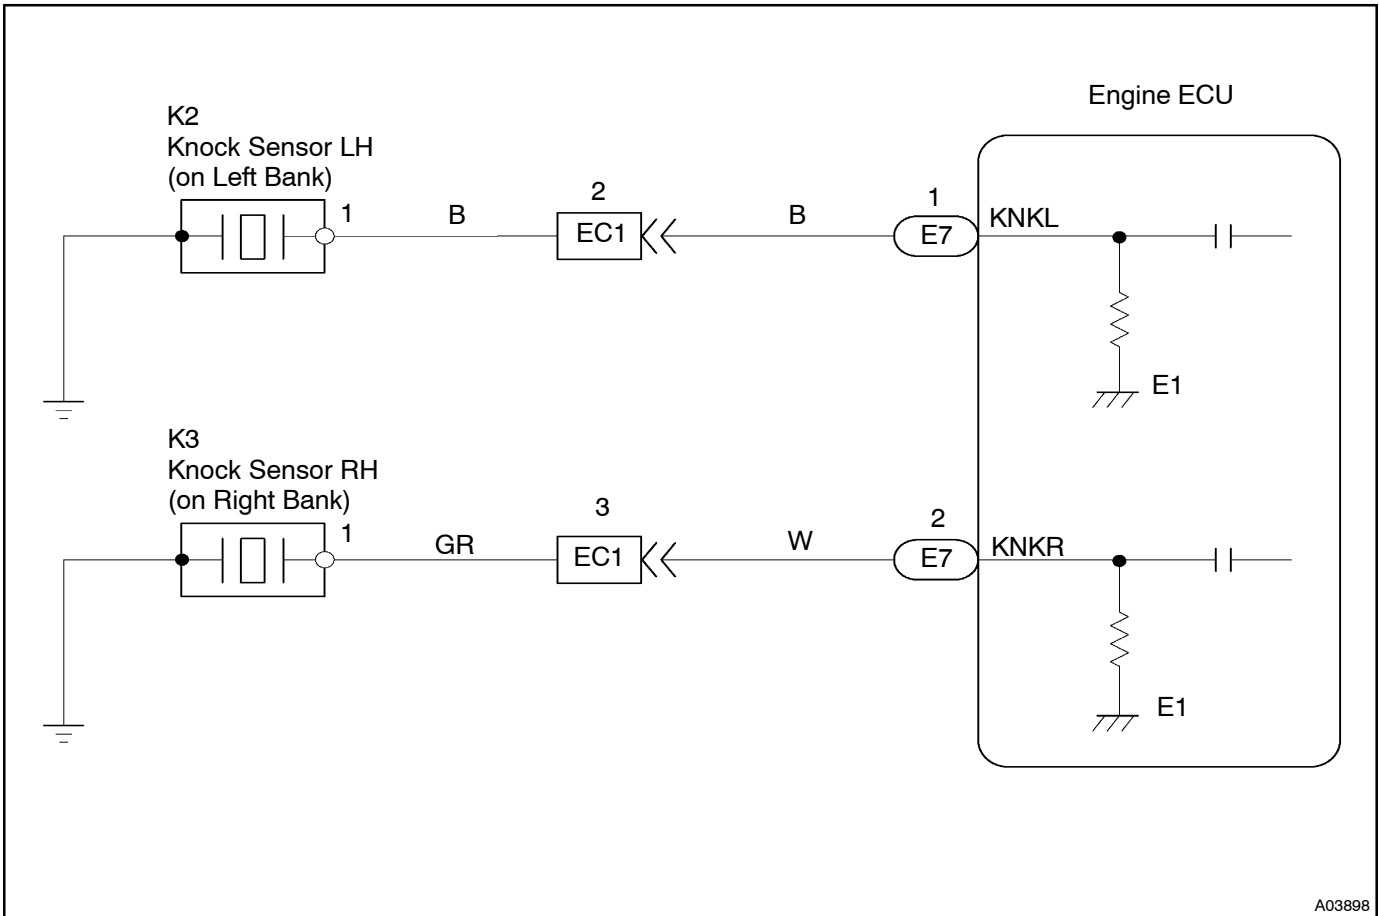 Engine ECU
K2
Knock Sensor LH
(on Left Bank)
1
B
2
EC1
B
1
E7
KNKL
E1
K3
Knock Sensor RH
(on Right Bank)
1
GR
3
EC1
W
2
E7
KNKR
E1
A03898